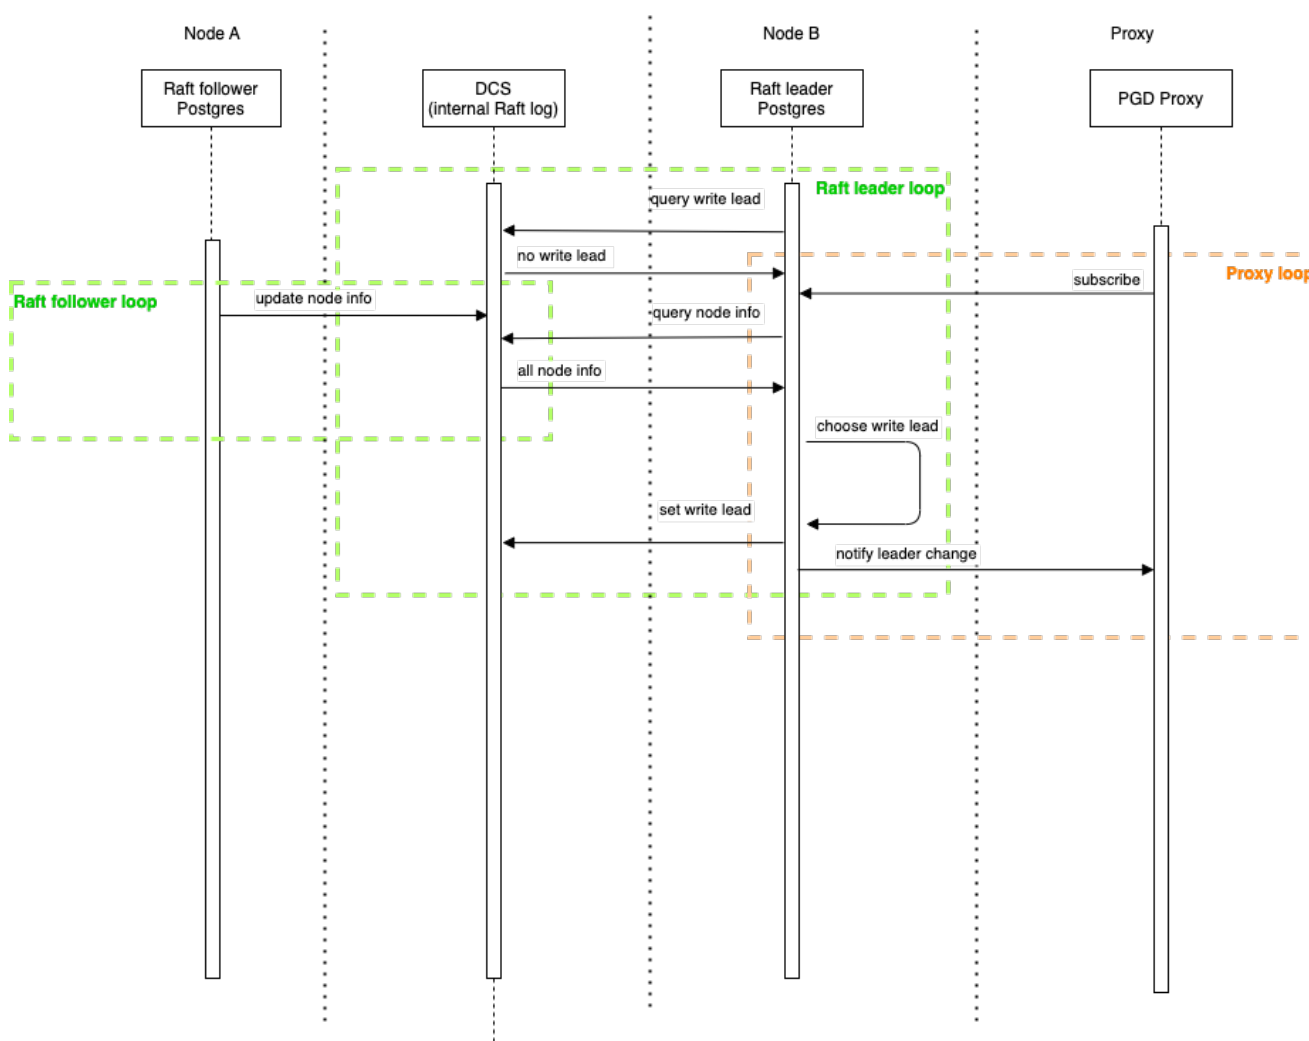 Node A
Node B
Proxy
Raft follower
Postgres
DCS
(internal Raft log)
Raft leader
Postgres
PGD Proxy
Raft leader loop
query write lead
no write lead
Proxy loop
subscribe
Raft follower loop
update node info
query node info
all node info
choose write lead
set write lead
notify leader change